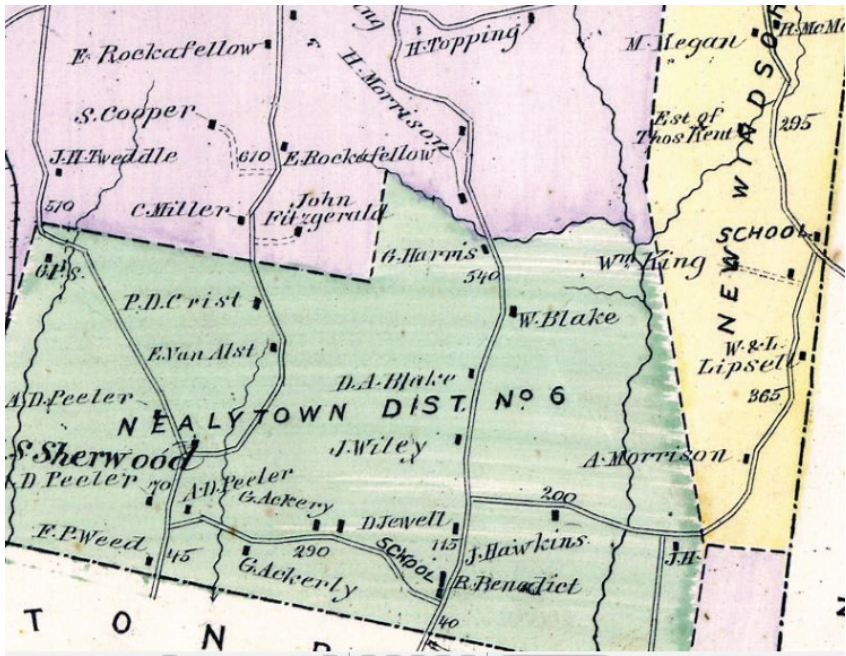 E. Rockafellow
H. Topping
M. Hegan
R. McMo
S. Cooper
H. Morrison
Est of
Thos Kent
295
J.H. Tweddle
610
E. Rockafellow
510
C. Miller
John
Fitzgerald
NEW WINDSOR
SCHOOL
G. Harris
540
Wm King
P.D. Crist
W. Blake
E. Van Alst
W. & L.
Lipsett
D.A. Blake
365
A.D. Peeler
NEALYTOWN DIST. No 6
J. Wiley
S. Sherwood
A. Morrison
D. Peeler
70
A.D. Peeler
G. Ackery
200
D. Jewell
F.P. Weed
45
290
SCHOOL
115
J. Hawkins
J.H.
G. Ackerly
R. Benedict
40
T O N